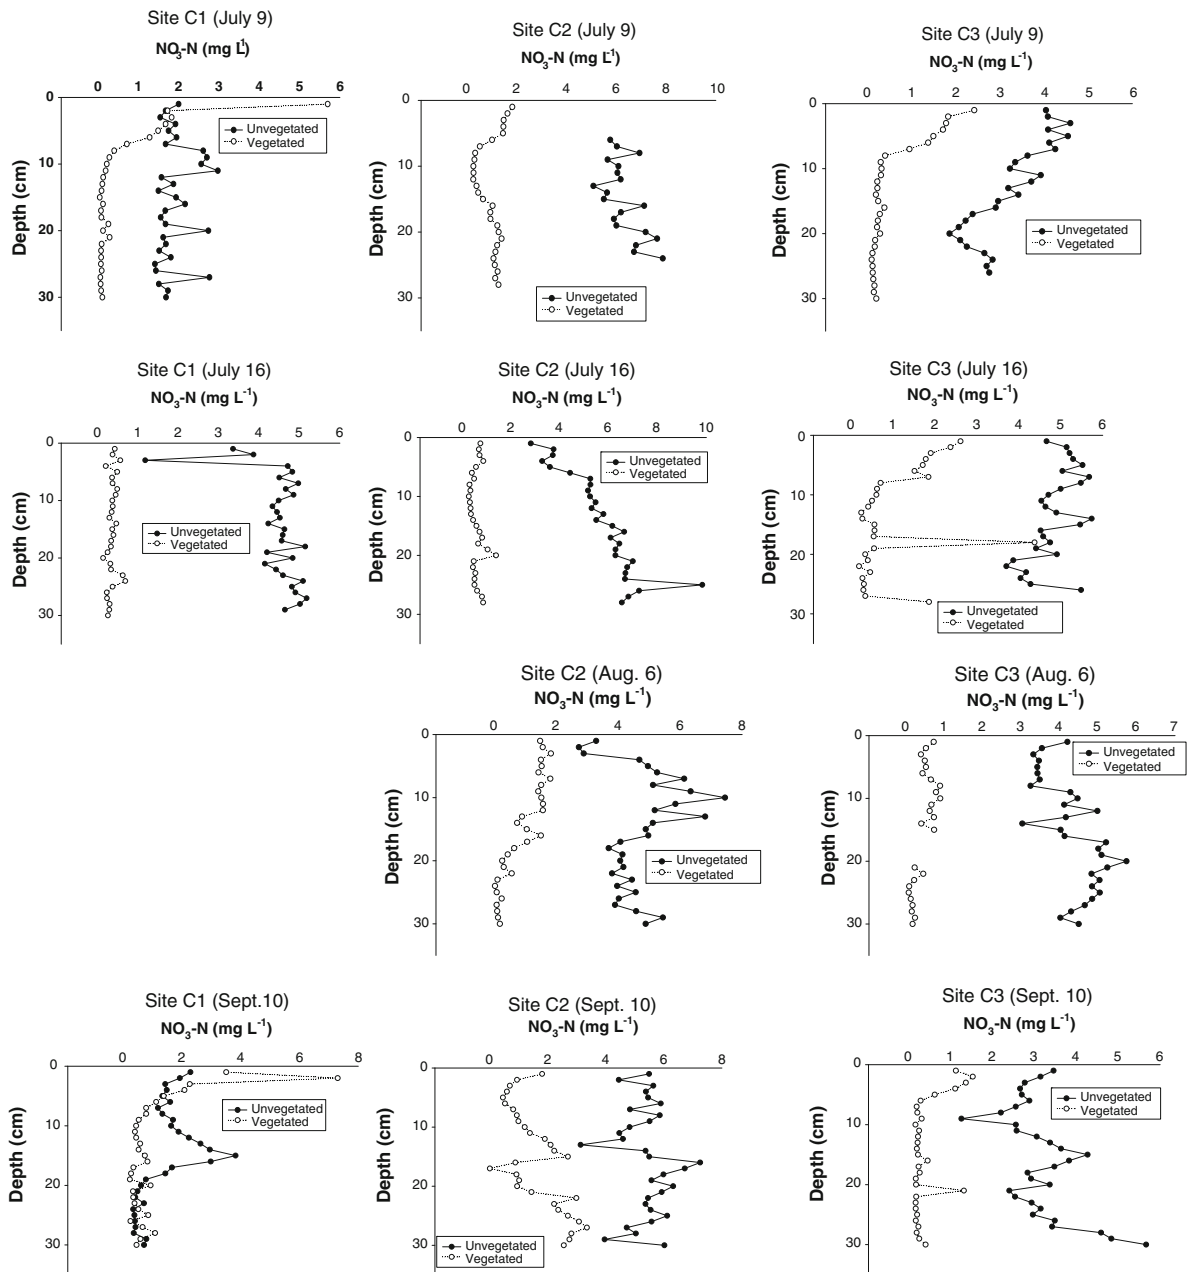 Site C1 (July 9)
NO3-N (mg L-1)
0 1 2 3 4 5 6
0
10
20
30
Depth (cm)
Unvegetated
Vegetated
Site C2 (July 9)
NO3-N (mg L-1)
0 2 4 6 8 10
0
10
20
30
Depth (cm)
Unvegetated
Vegetated
Site C3 (July 9)
NO3-N (mg L-1)
0 1 2 3 4 5 6
0
10
20
30
Depth (cm)
Unvegetated
Vegetated
Site C1 (July 16)
NO3-N (mg L-1)
0 1 2 3 4 5 6
0
10
20
30
Depth (cm)
Unvegetated
Vegetated
Site C2 (July 16)
NO3-N (mg L-1)
0 2 4 6 8 10
0
10
20
30
Depth (cm)
Unvegetated
Vegetated
Site C3 (July 16)
NO3-N (mg L-1)
0 1 2 3 4 5 6
0
10
20
30
Depth (cm)
Unvegetated
Vegetated
Site C2 (Aug. 6)
NO3-N (mg L-1)
0 2 4 6 8
0
10
20
30
Depth (cm)
Unvegetated
Vegetated
Site C3 (Aug. 6)
NO3-N (mg L-1)
0 1 2 3 4 5 6 7
0
10
20
30
Depth (cm)
Unvegetated
Vegetated
Site C1 (Sept.10)
NO3-N (mg L-1)
0 2 4 6 8
0
10
20
30
Depth (cm)
Unvegetated
Vegetated
Site C2 (Sept. 10)
NO3-N (mg L-1)
0 2 4 6 8
0
10
20
30
Depth (cm)
Unvegetated
Vegetated
Site C3 (Sept. 10)
NO3-N (mg L-1)
0 1 2 3 4 5 6
0
10
20
30
Depth (cm)
Unvegetated
Vegetated